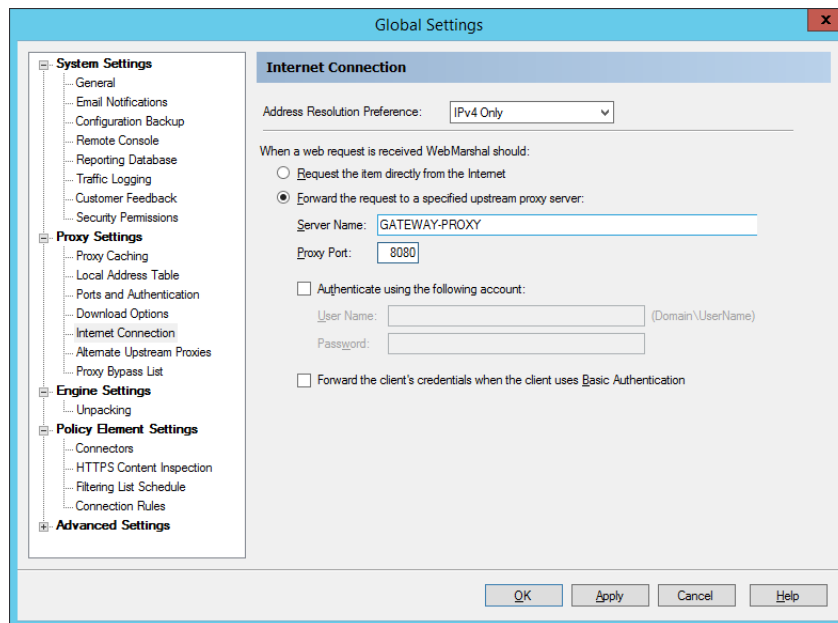 Global Settings
x
System Settings
General
Email Notifications
Configuration Backup
Remote Console
Reporting Database
Traffic Logging
Customer Feedback
Security Permissions
Proxy Settings
Proxy Caching
Local Address Table
Ports and Authentication
Download Options
Internet Connection
Alternate Upstream Proxies
Proxy Bypass List
Engine Settings
Unpacking
Policy Element Settings
Connectors
HTTPS Content Inspection
Filtering List Schedule
Connection Rules
Advanced Settings
Internet Connection
Address Resolution Preference: IPv4 Only
When a web request is received WebMarshal should:
Request the item directly from the Internet
Forward the request to a specified upstream proxy server:
Server Name: GATEWAY-PROXY
Proxy Port: 8080
Authenticate using the following account:
User Name: (Domain\UserName)
Password:
Forward the client's credentials when the client uses Basic Authentication
OK Apply Cancel Help